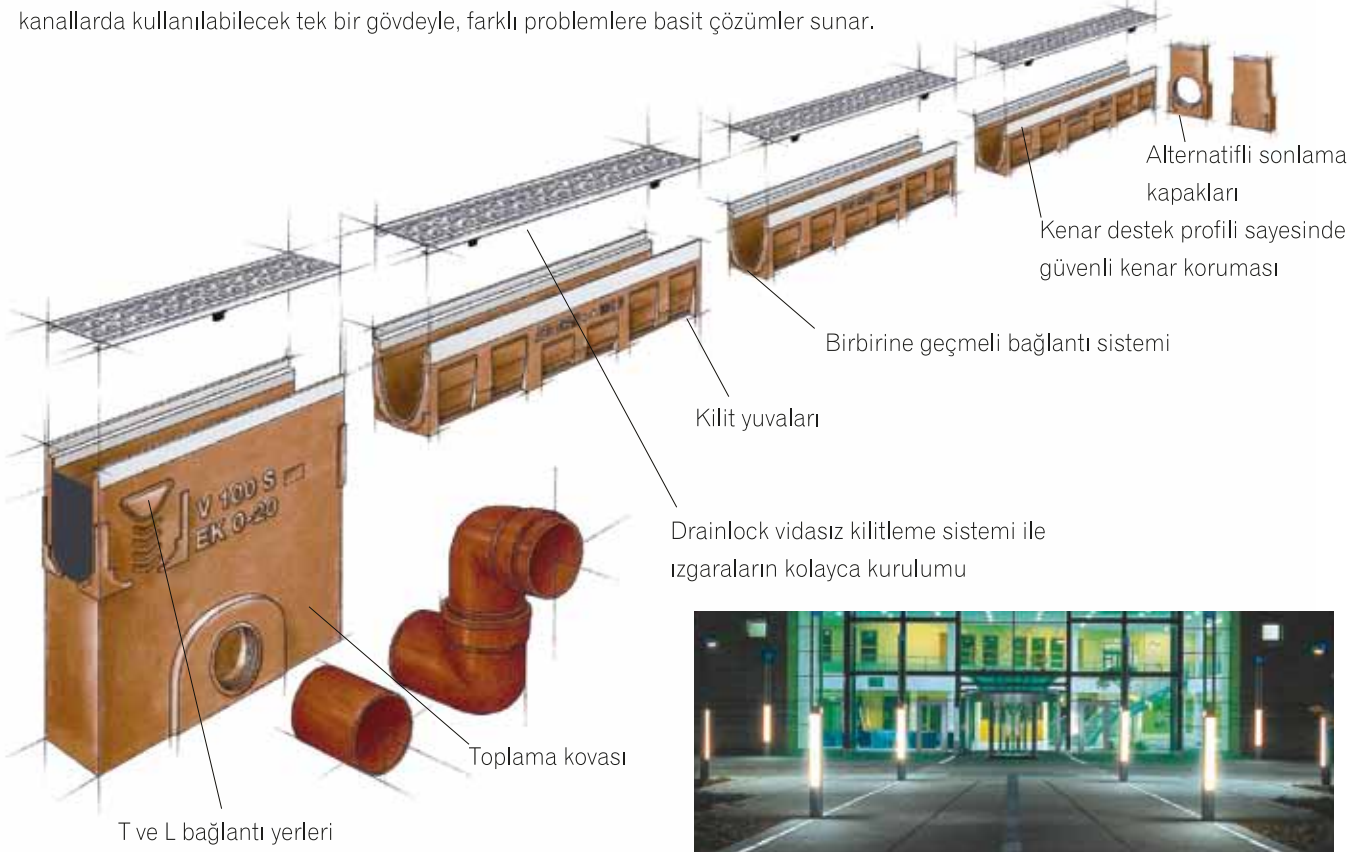 kanallarda kullanılabilecek tek bir gövdeyle, farklı problemlere basit çözümler sunar.
Alternatifli sonlama
kapakları
Kenar destek profili sayesinde
güvenli kenar koruması
Birbirine geçmeli bağlantı sistemi
Kilit yuvaları
Drainlock vidasız kilitleme sistemi ile
ızgaraların kolayca kurulumu
V 100 S
EK 0-20
Toplama kovası
T ve L bağlantı yerleri